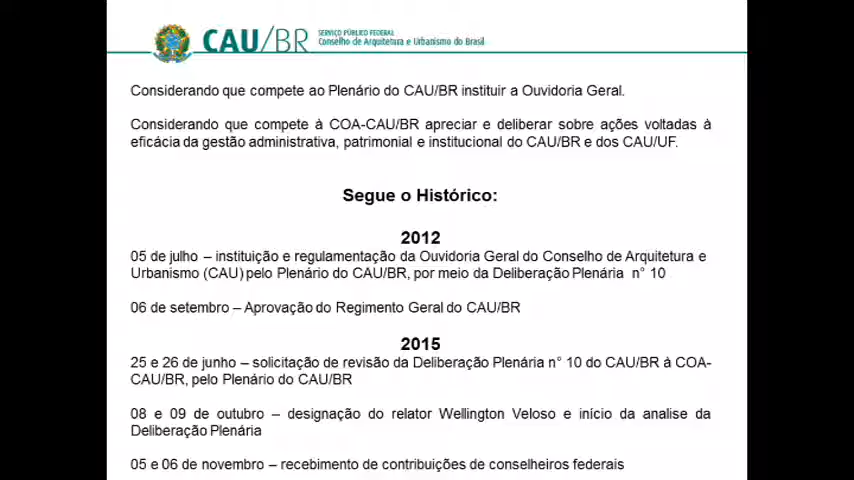 CAU/BR
SERVIÇO PÚBLICO FEDERAL
Conselho de Arquitetura e Urbanismo do Brasil
Considerando que compete ao Plenário do CAU/BR instituir a Ouvidoria Geral.
Considerando que compete à COA-CAU/BR apreciar e deliberar sobre ações voltadas à
eficácia da gestão administrativa, patrimonial e institucional do CAU/BR e dos CAU/UF.
Segue o Histórico:
2012
05 de julho – instituição e regulamentação da Ouvidoria Geral do Conselho de Arquitetura e
Urbanismo (CAU) pelo Plenário do CAU/BR, por meio da Deliberação Plenária n° 10
06 de setembro – Aprovação do Regimento Geral do CAU/BR
2015
25 e 26 de junho – solicitação de revisão da Deliberação Plenária n° 10 do CAU/BR à COA-
CAU/BR, pelo Plenário do CAU/BR
08 e 09 de outubro – designação do relator Wellington Veloso e início da analise da
Deliberação Plenária
05 e 06 de novembro – recebimento de contribuições de conselheiros federais